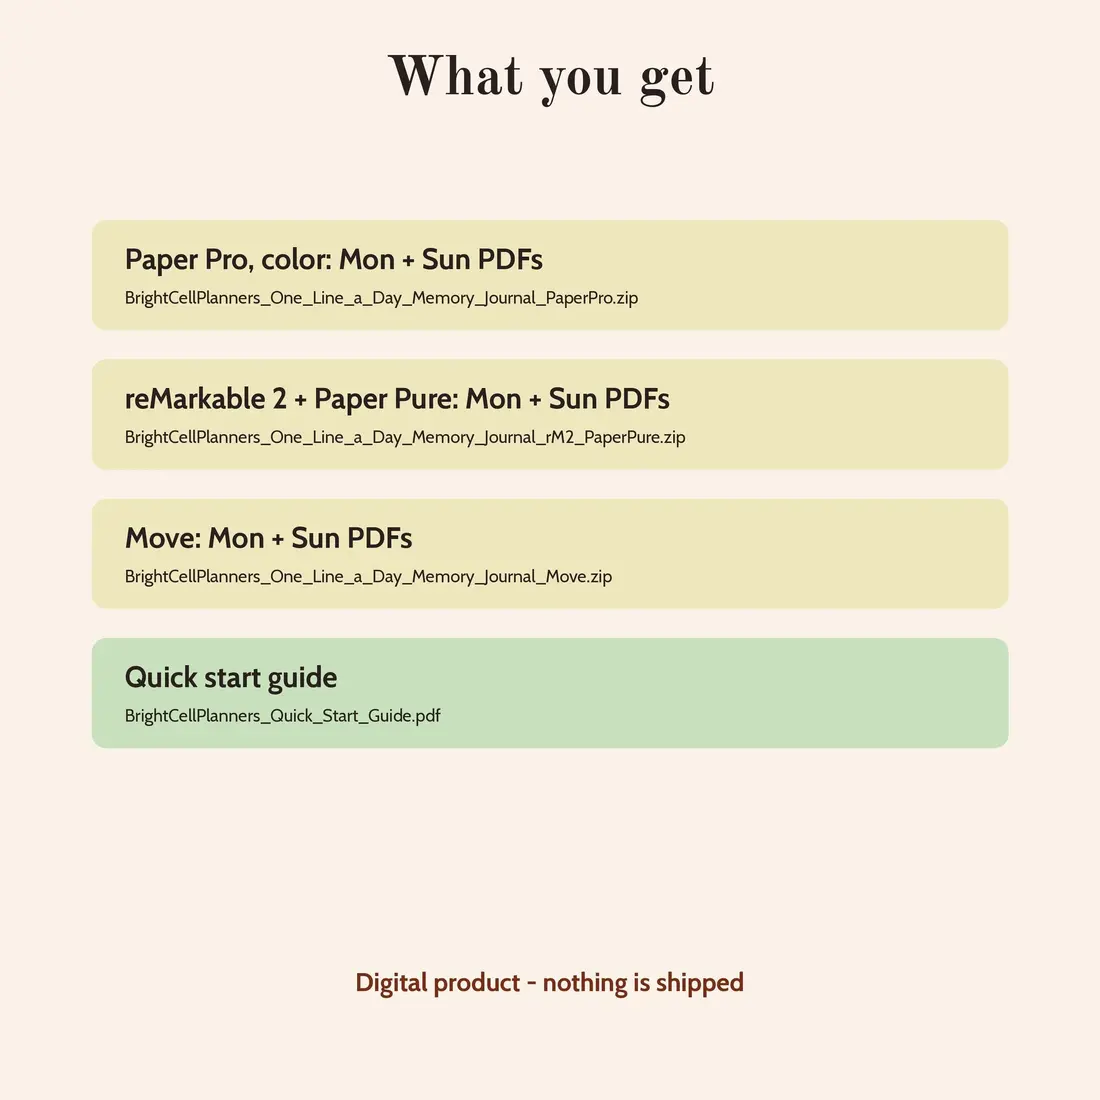 What you get
Paper Pro, color: Mon + Sun PDFs
BrightCellPlanners_One_Line_a_Day_Memory_Journal_PaperPro.zip
reMarkable 2 + Paper Pure: Mon + Sun PDFs
BrightCellPlanners_One_Line_a_Day_Memory_Journal_rM2_PaperPure.zip
Move: Mon + Sun PDFs
BrightCellPlanners_One_Line_a_Day_Memory_Journal_Move.zip
Quick start guide
BrightCellPlanners_Quick_Start_Guide.pdf
Digital product - nothing is shipped